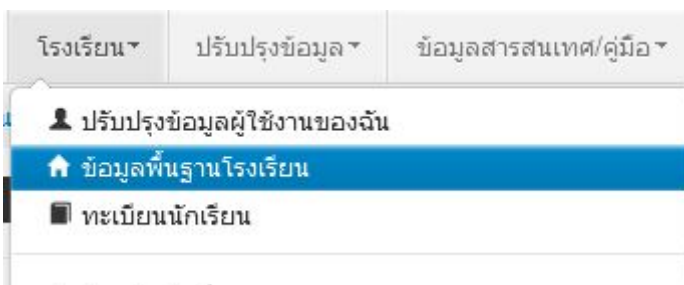 โรงเรียน ปรับปรุงข้อมูล ข้อมูลสารสนเทศ/คู่มือ
ปรับปรุงข้อมูลผู้ใช้งานของฉัน
ข้อมูลพื้นฐานโรงเรียน
ทะเบียนนักเรียน